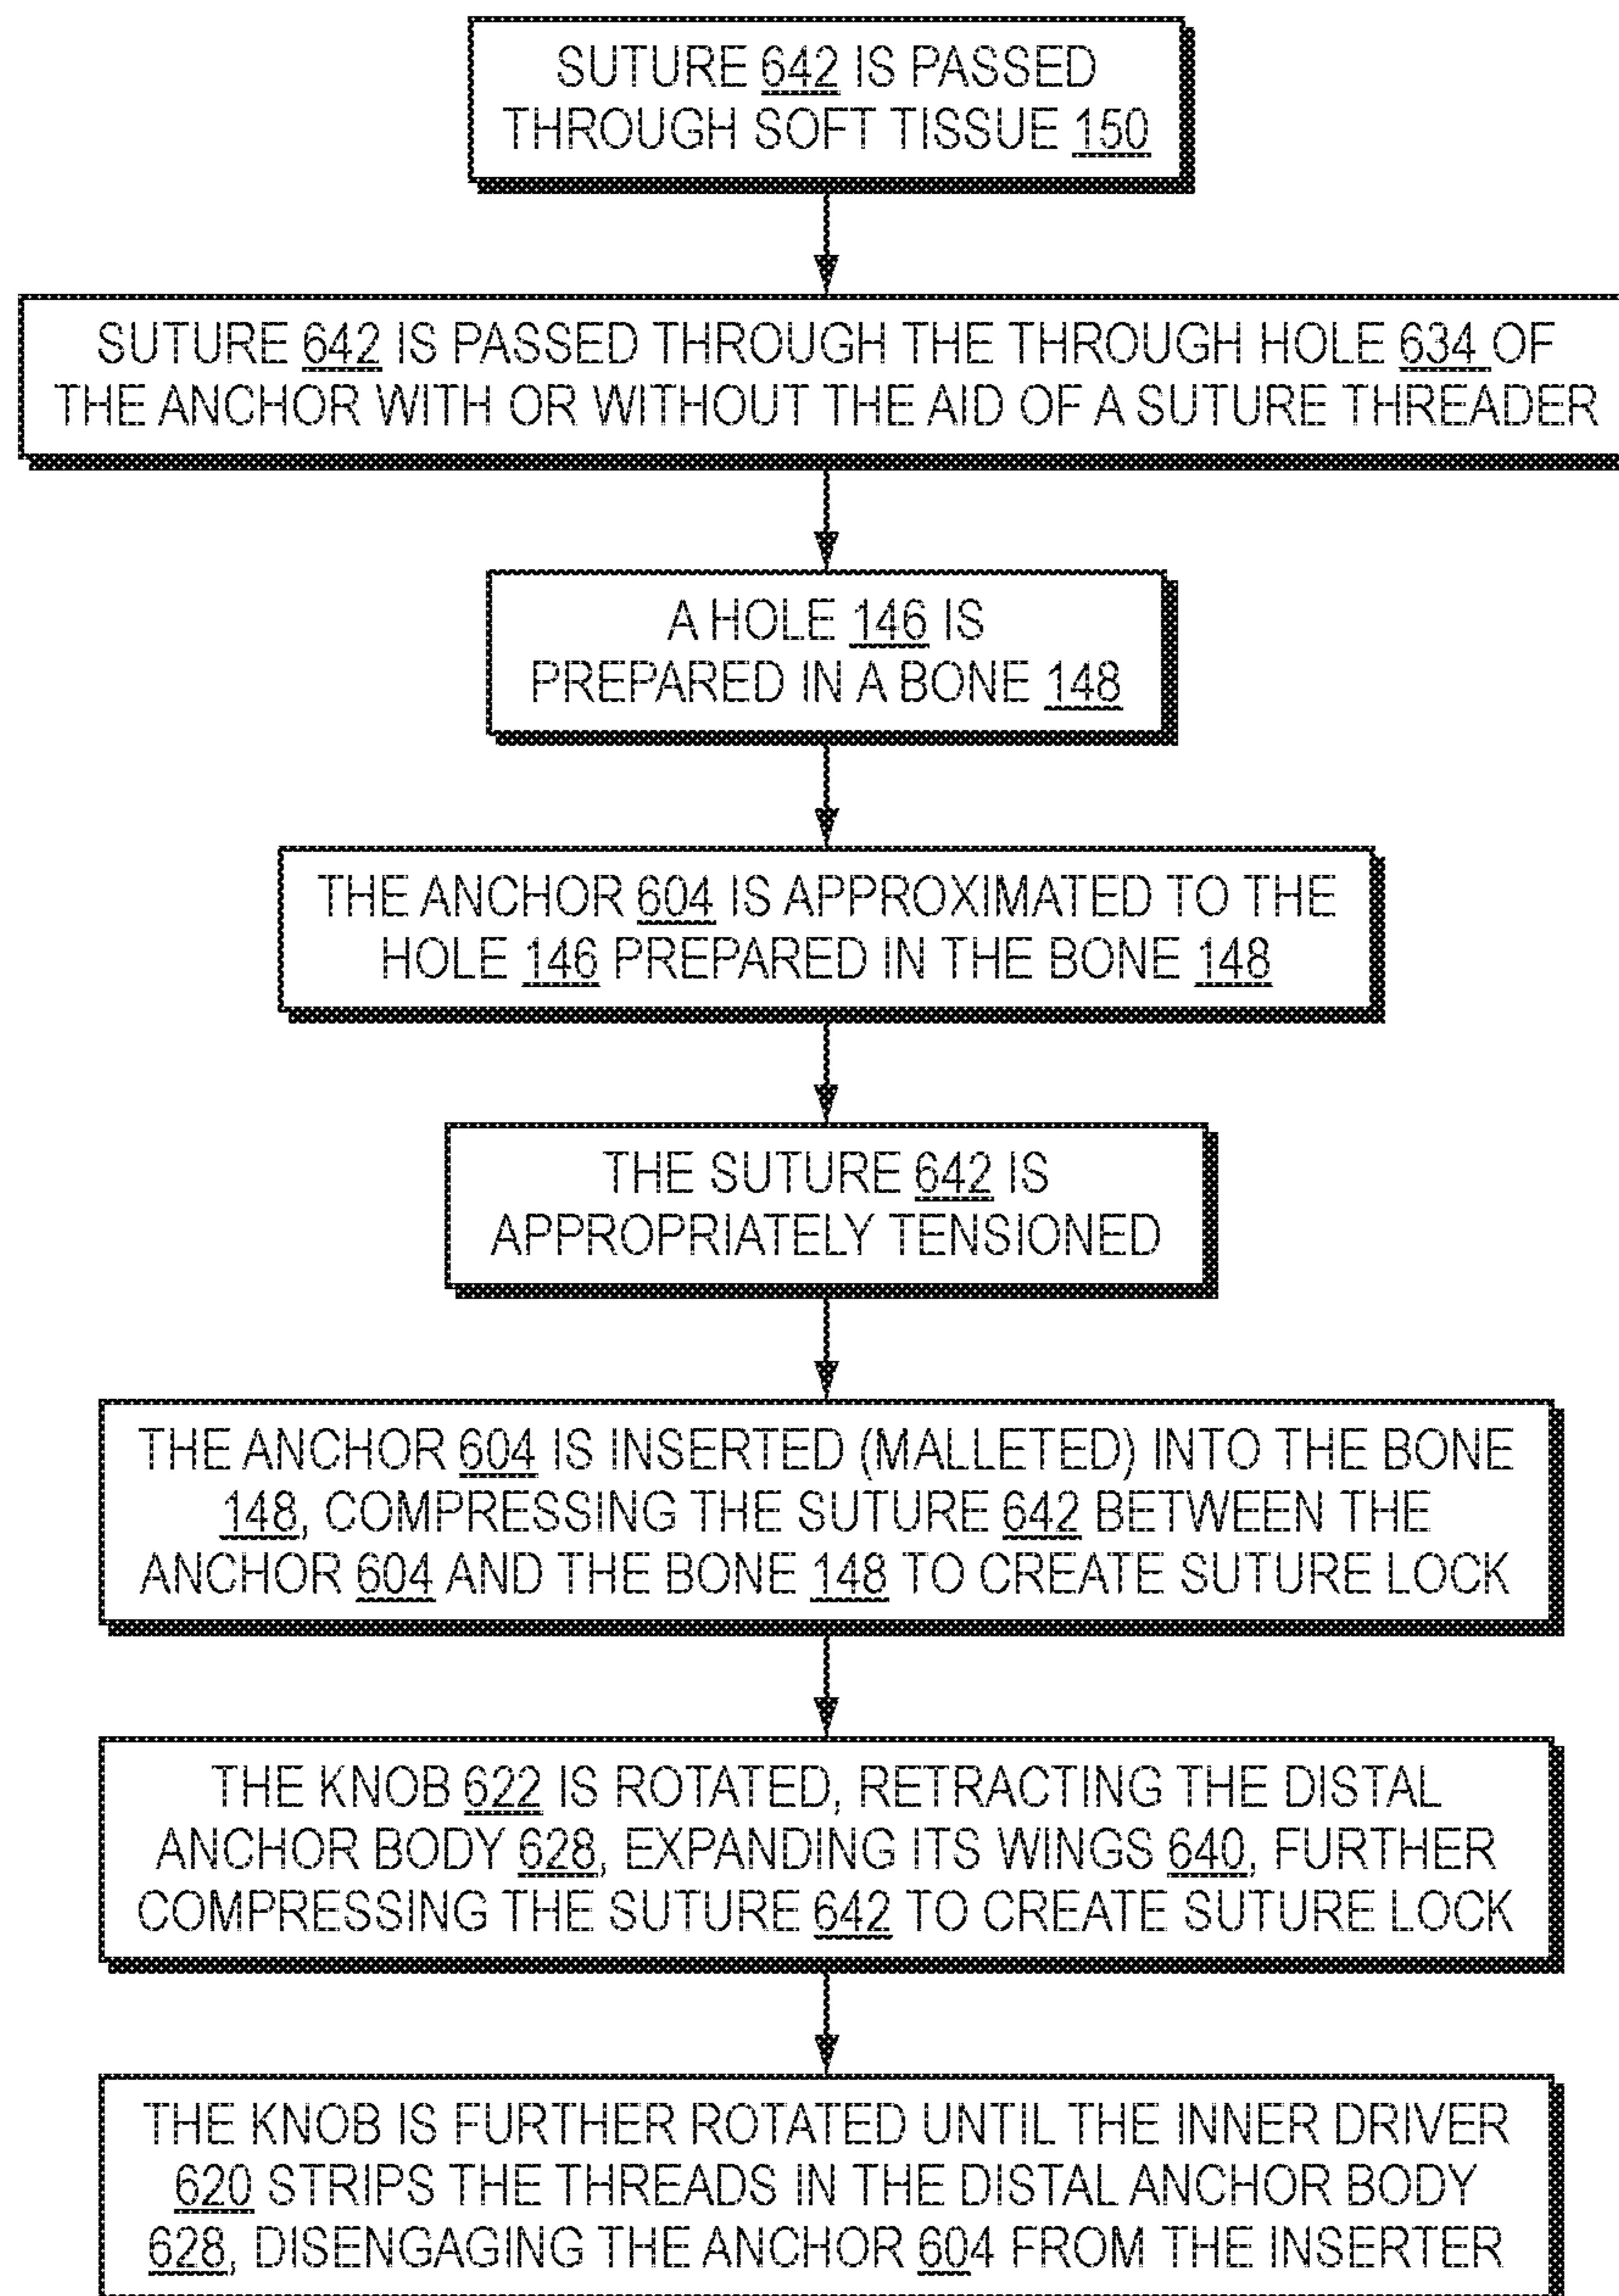 SUTURE 642 IS PASSED
THROUGH SOFT TISSUE 150
SUTURE 642 IS PASSED THROUGH THE THROUGH HOLE 634 OF
THE ANCHOR WITH OR WITHOUT THE AID OF A SUTURE THREADER
A HOLE 146 IS
PREPARED IN A BONE 148
THE ANCHOR 604 IS APPROXIMATED TO THE
HOLE 146 PREPARED IN THE BONE 148
THE SUTURE 642 IS
APPROPRIATELY TENSIONED
THE ANCHOR 604 IS INSERTED (MALLETED) INTO THE BONE
148, COMPRESSING THE SUTURE 642 BETWEEN THE
ANCHOR 604 AND THE BONE 148 TO CREATE SUTURE LOCK
THE KNOB 622 IS ROTATED, RETRACTING THE DISTAL
ANCHOR BODY 628, EXPANDING ITS WINGS 640, FURTHER
COMPRESSING THE SUTURE 642 TO CREATE SUTURE LOCK
THE KNOB IS FURTHER ROTATED UNTIL THE INNER DRIVER
620 STRIPS THE THREADS IN THE DISTAL ANCHOR BODY
628, DISENGAGING THE ANCHOR 604 FROM THE INSERTER